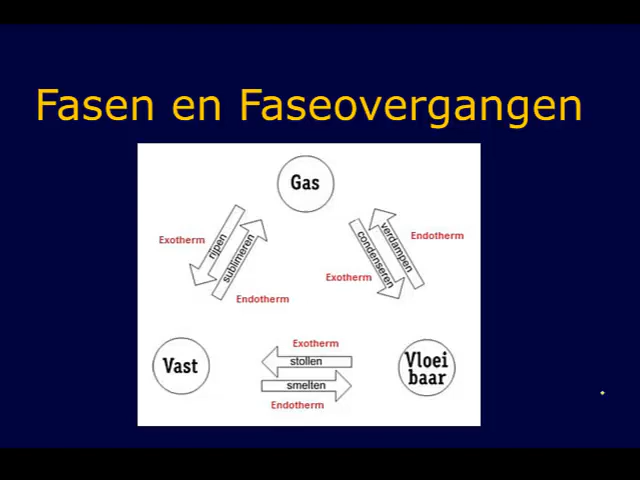 Fasen en Faseovergangen
Gas
Exotherm
rijpen
sublimeren
Endotherm
condenseren
verdampen
Endotherm
Exotherm
Vast
Exotherm
stollen
smelten
Endotherm
Vloei
baar